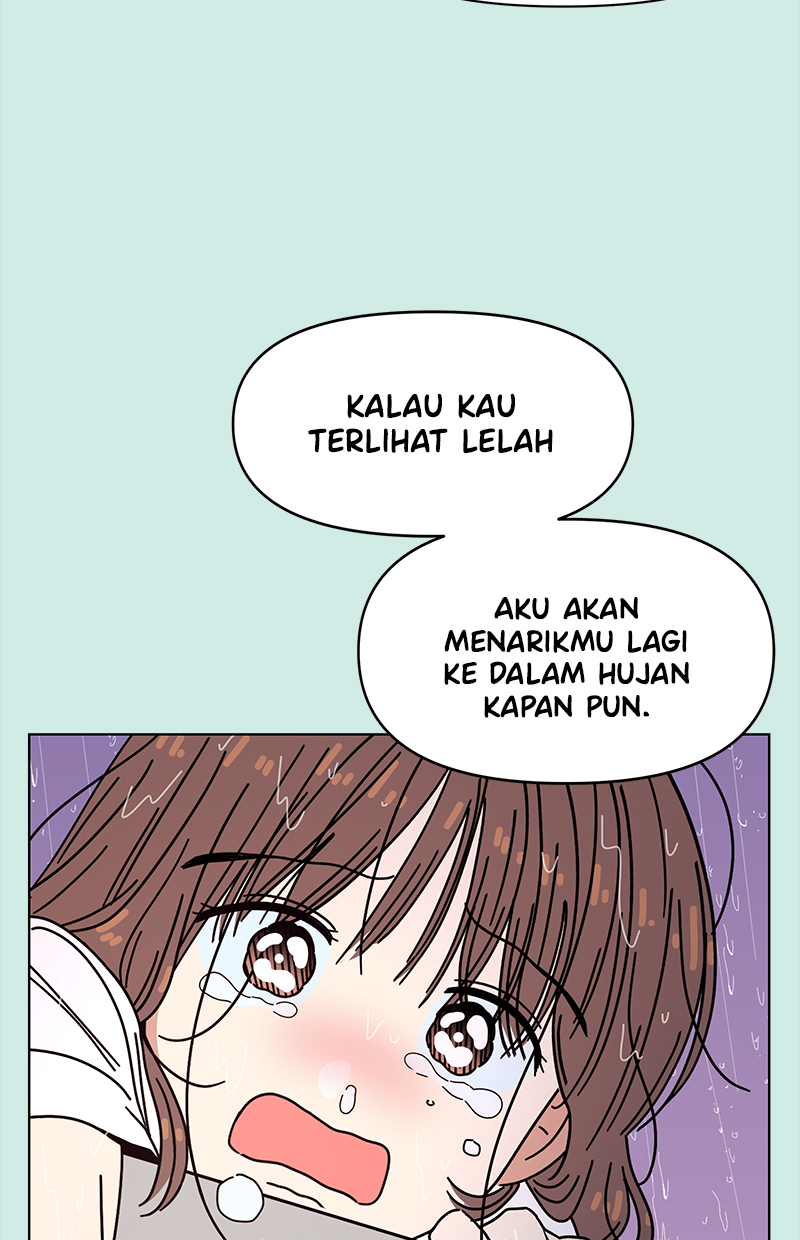 KALAU KAU
TERLIHAT LELAH
AKU AKAN
MENARIKMU LAGI
KE DALAM HUJAN
KAPAN PUN.